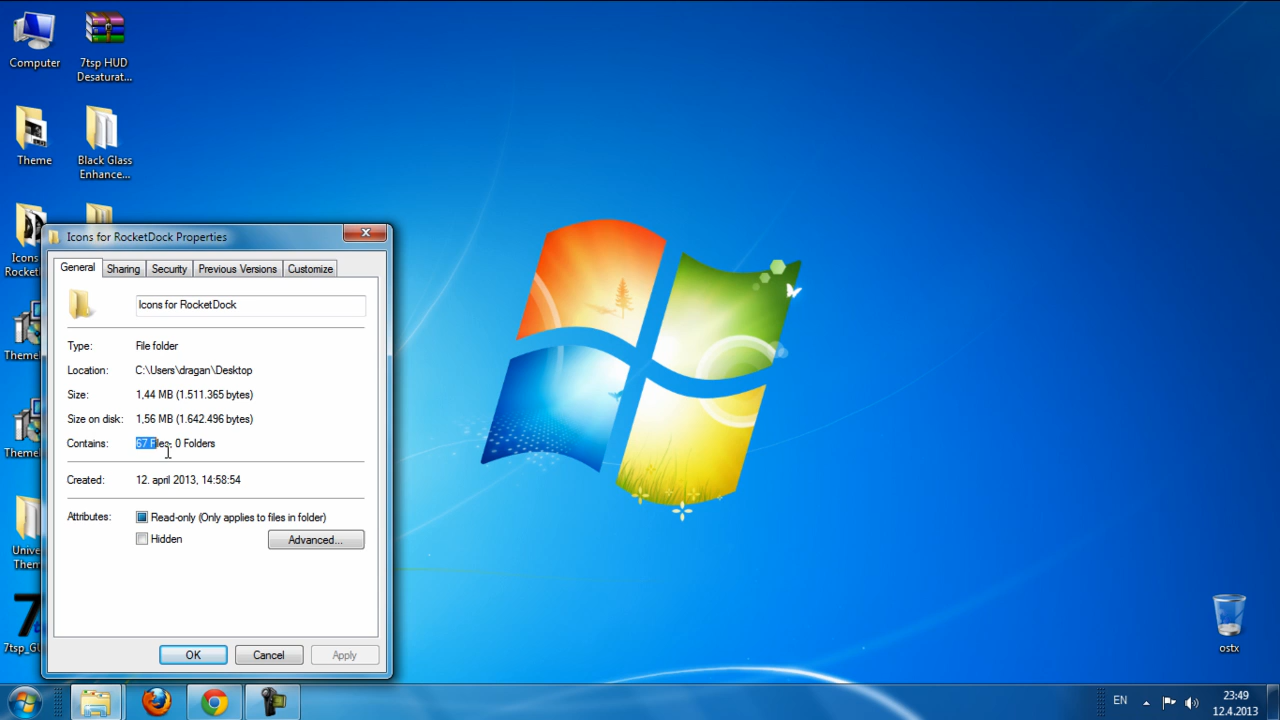 Computer
7tsp HUD
Desaturat...
Theme
Black Glass
Enhance...
Icons
Rocket
Theme
Theme
Unive
Them
7
7tsp_GU
Icons for RocketDock Properties
General
Sharing
Security
Previous Versions
Customize
Icons for RocketDock
Type:
File folder
Location:
C:\Users\dragan\Desktop
Size:
1,44 MB (1.511.365 bytes)
Size on disk:
1,56 MB (1.642.496 bytes)
Contains:
67 Files, 0 Folders
Created:
12. april 2013, 14:58:54
Attributes:
Read-only (Only applies to files in folder)
Hidden
Advanced...
OK
Cancel
Apply
ostx
EN
23:49
12.4.2013